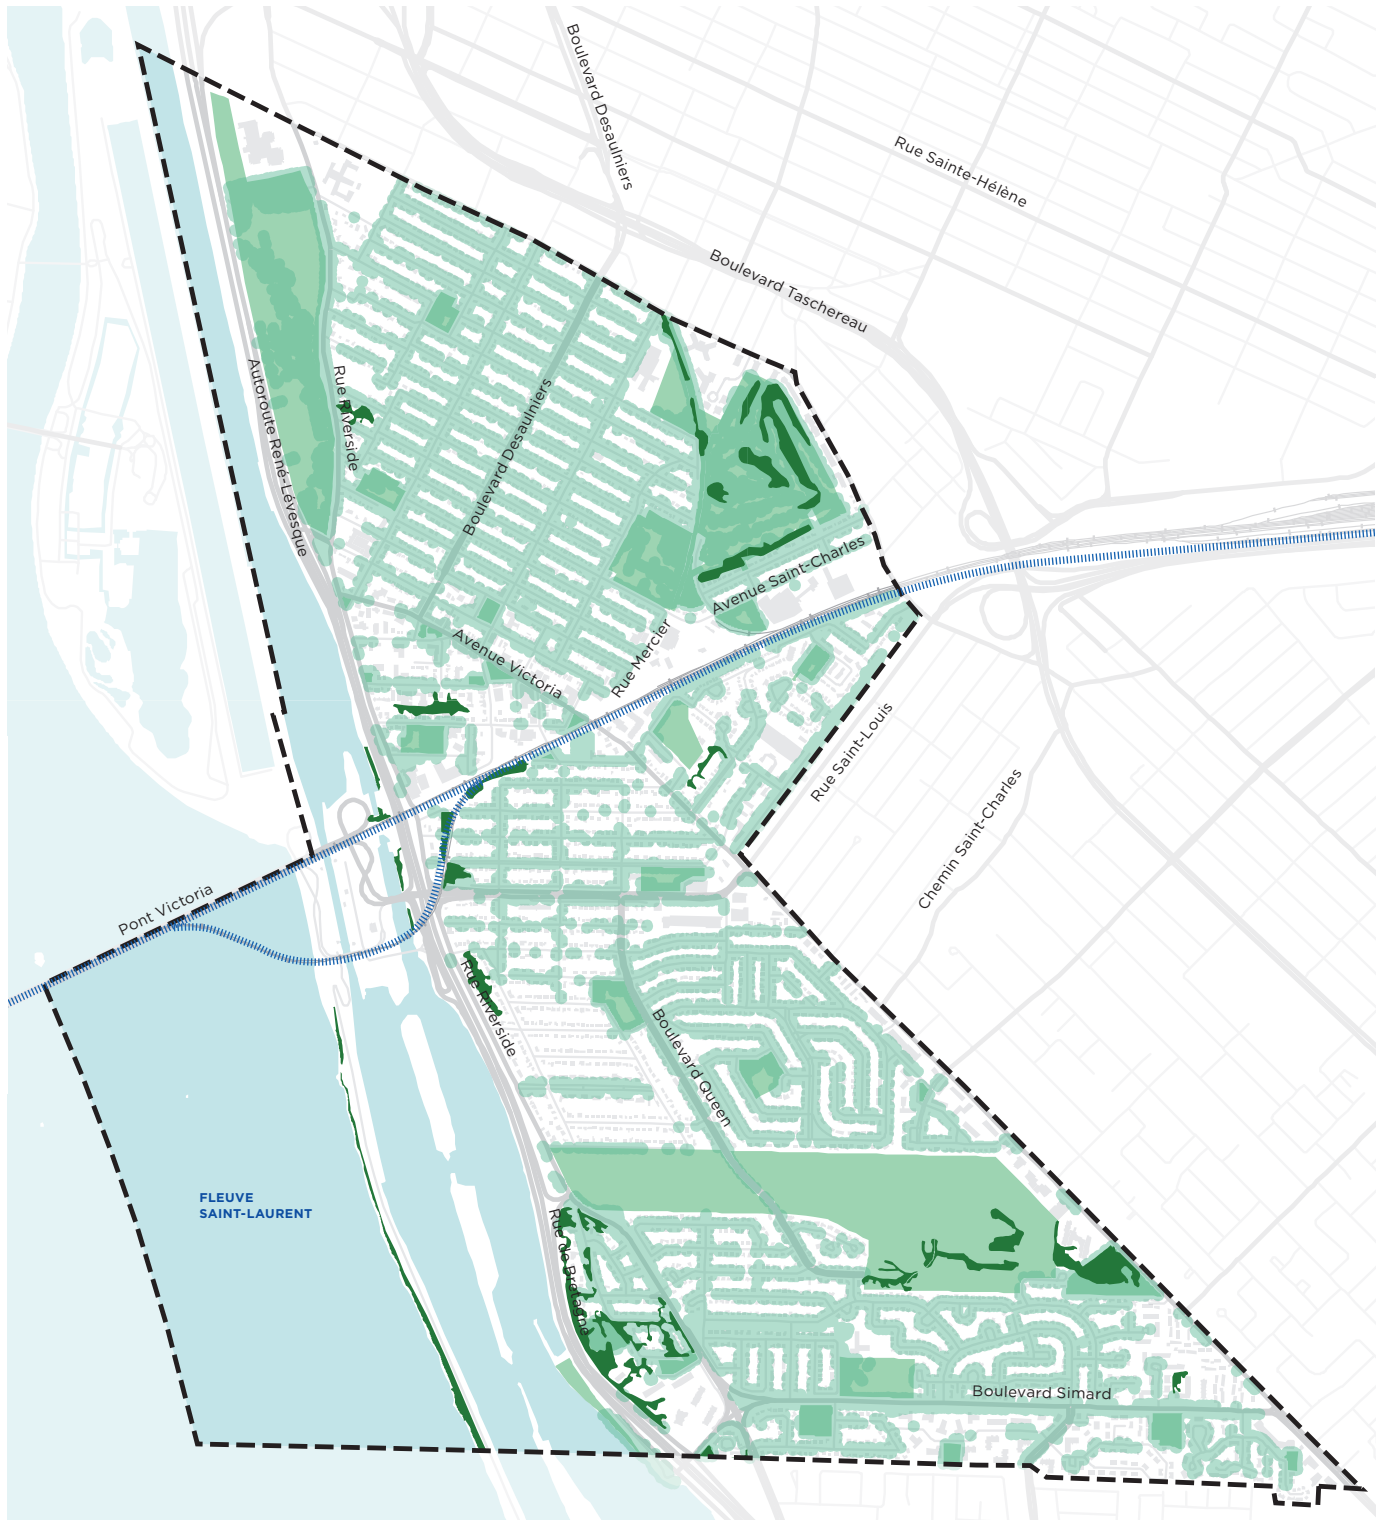 Boulevard Desaulniers
Rue Sainte-Hélène
Boulevard Taschereau
Autoroute René-Lévesque
Rue Riverside
Boulevard Desaulniers
Avenue Saint-Charles
Avenue Victoria
Rue Mercier
Rue Saint-Louis
Chemin Saint-Charles
Pont Victoria
Rue Riverside
Boulevard Queen
FLEUVE
SAINT-LAURENT
Rue de Bretagne
Boulevard Simard